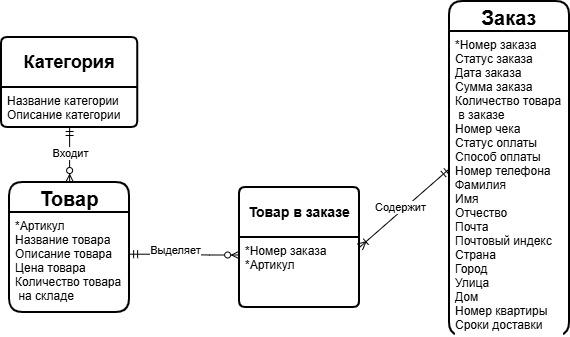 Категория
Название категории
Описание категории
Входит
Товар
*Артикул
Название товара
Описание товара
Цена товара
Количество товара
на складе
Выделяет
Товар в заказе
*Номер заказа
*Артикул
Содержит
Заказ
*Номер заказа
Статус заказа
Дата заказа
Сумма заказа
Количество товара
в заказе
Номер чека
Статус оплаты
Способ оплаты
Номер телефона
Фамилия
Имя
Отчество
Почта
Почтовый индекс
Страна
Город
Улица
Дом
Номер квартиры
Сроки доставки